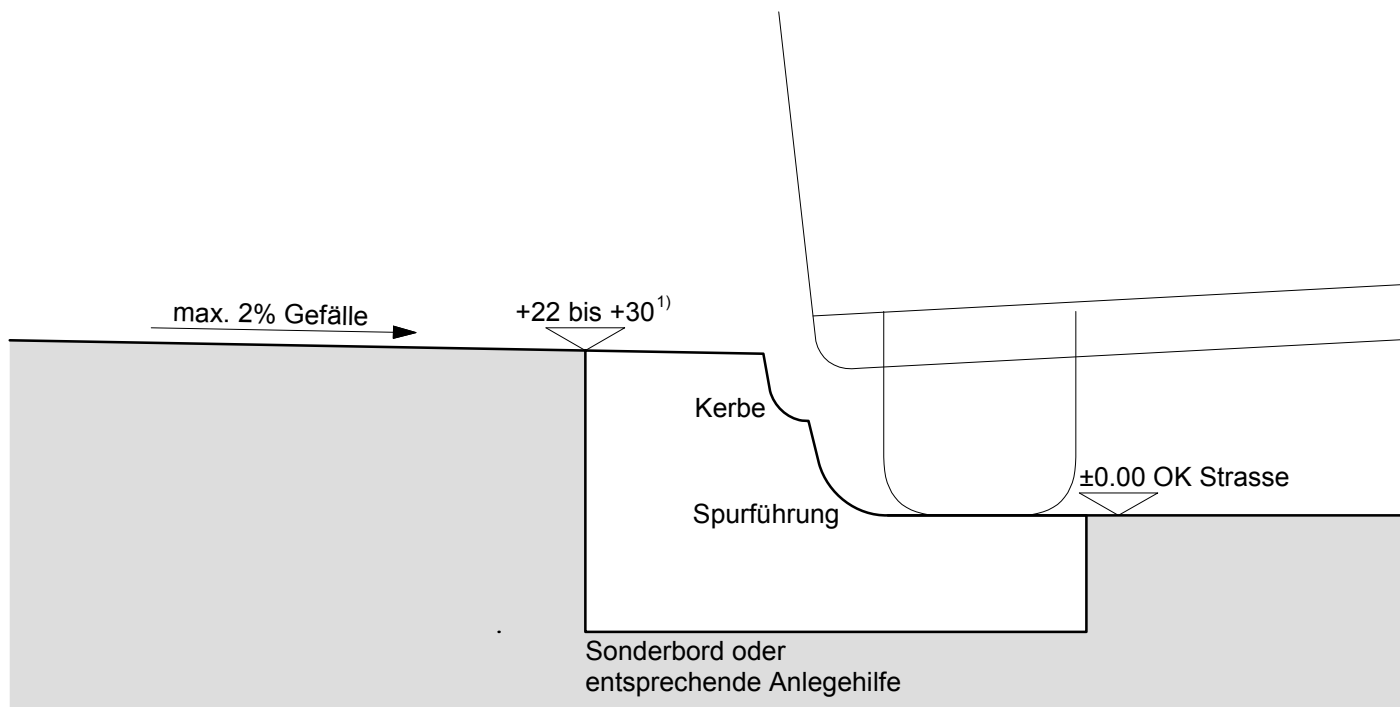 max. 2% Gefälle
+22 bis +30¹⁾
Kerbe
±0.00 OK Strasse
Spurführung
Sonderbord oder
entsprechende Anlegehilfe